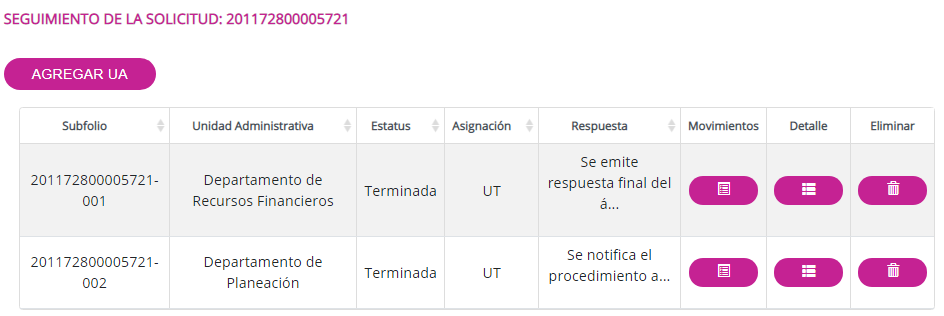 SEGUIMIENTO DE LA SOLICITUD: 201172800005721
AGREGAR UA
Subfolio Unidad Administrativa Estatus Asignación Respuesta Movimientos Detalle Eliminar
201172800005721-
001
Departamento de
Recursos Financieros
Terminada
UT
Se emite
respuesta final del
á...
201172800005721-
002
Departamento de
Planeación
Terminada
UT
Se notifica el
procedimiento a...